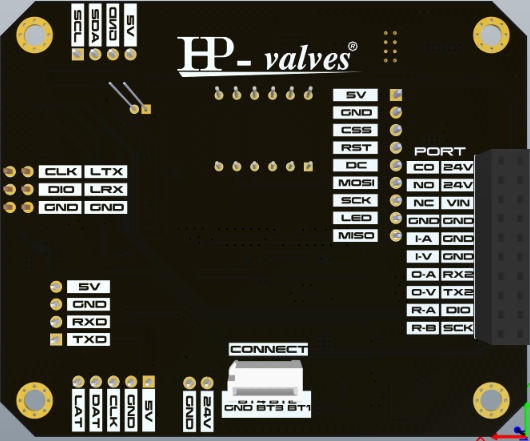 SCL SDA GND 5V
HP - valves®
5V
GND
CSS
RST
DC
MOSI
SCK
LED
MISO
PORT
CO 24V
NO 24V
NC VIN
GND GND
I-A GND
I-V GND
O-A RX2
O-V TX2
R-A DIO
R-B SCK
CLK LTX
DIO LRX
GND GND
5V
GND
RXD
TXD
LAT DAT CLK GND 5V
GND 24V
CONNECT
GND BT3 BT1